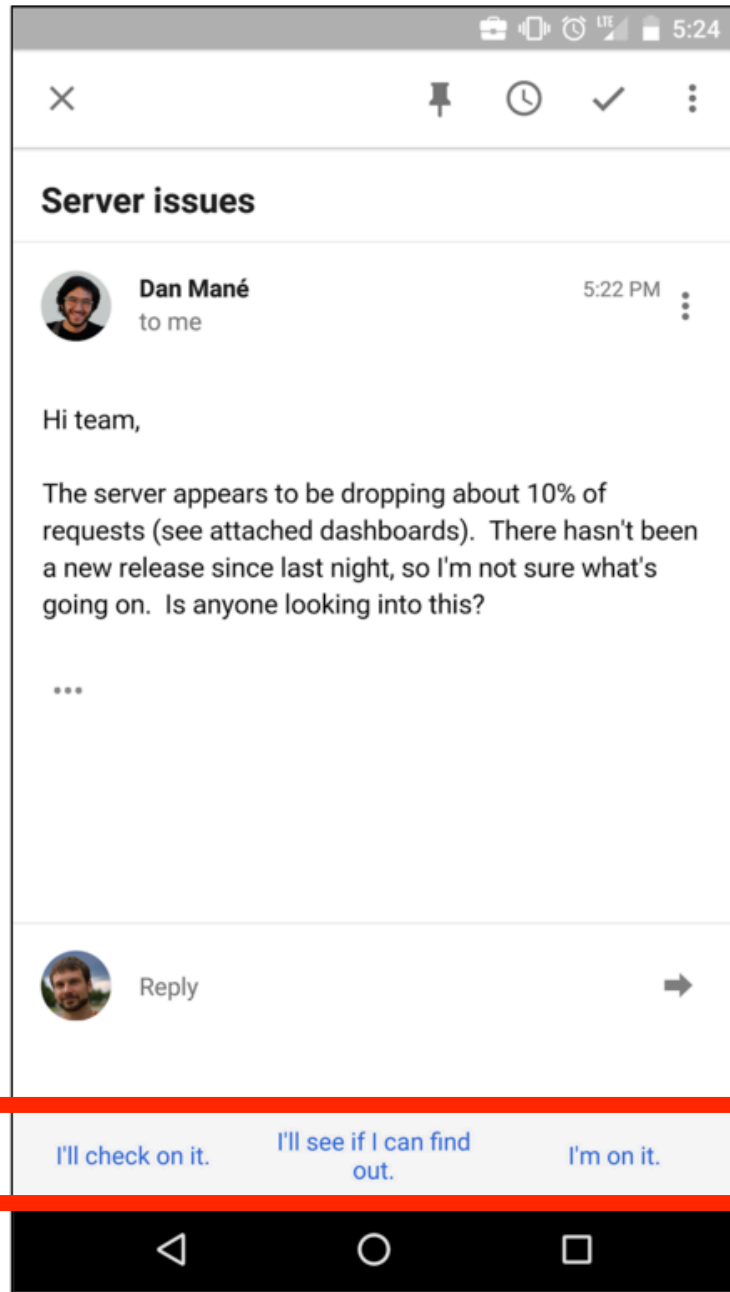 LTE 5:24
Server issues
Dan Mané
5:22 PM
to me
Hi team,
The server appears to be dropping about 10% of
requests (see attached dashboards).  There hasn't been
a new release since last night, so I'm not sure what's
going on.  Is anyone looking into this?
Reply
I'll check on it.
I'll see if I can find
out.
I'm on it.